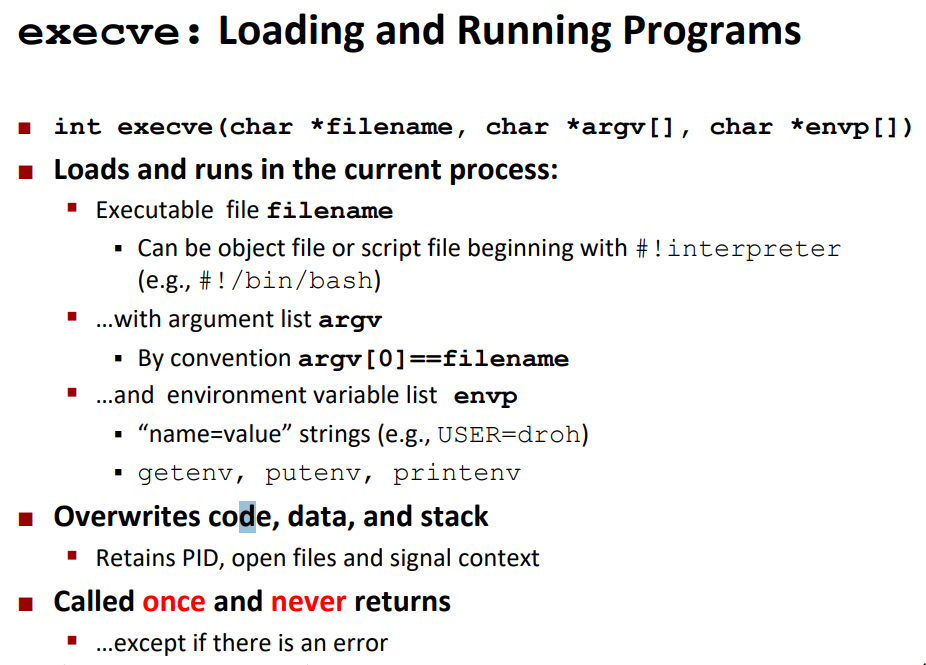 execve: Loading and Running Programs
int execve(char *filename, char *argv[], char *envp[])
Loads and runs in the current process:
Executable file filename
Can be object file or script file beginning with #!interpreter
(e.g., #!/bin/bash)
…with argument list argv
By convention argv[0]==filename
…and environment variable list envp
“name=value” strings (e.g., USER=droh)
getenv, putenv, printenv
Overwrites code, data, and stack
Retains PID, open files and signal context
Called once and never returns
…except if there is an error